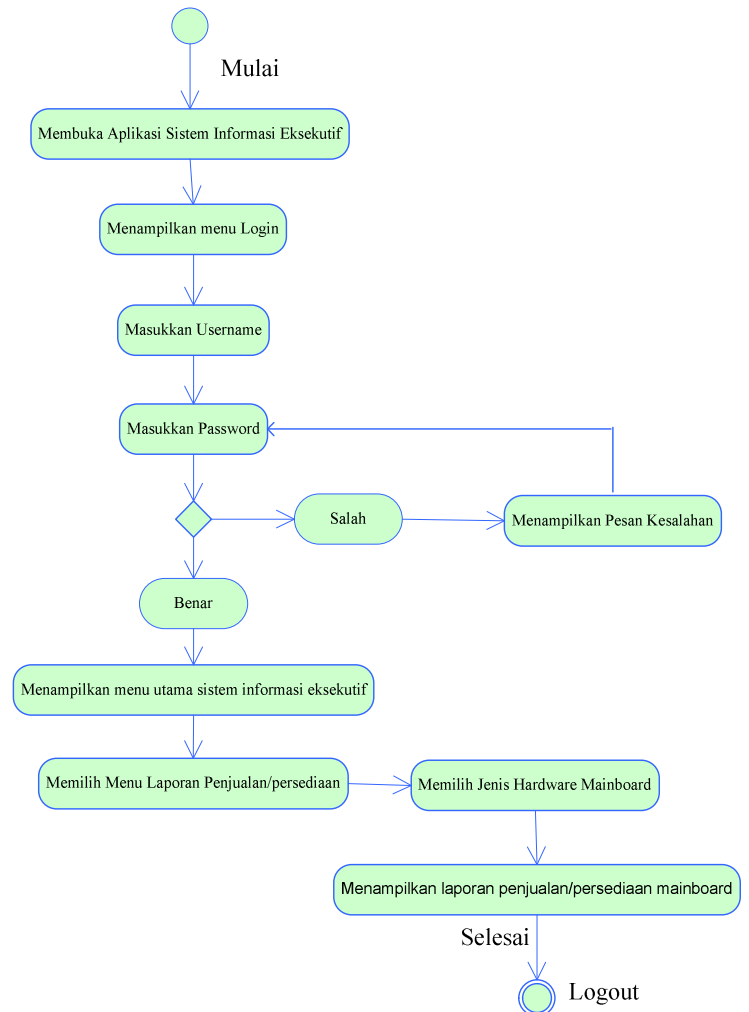 Mulai
Membuka Aplikasi Sistem Informasi Eksekutif
Menampilkan menu Login
Masukkan Username
Masukkan Password
Salah
Menampilkan Pesan Kesalahan
Benar
Menampilkan menu utama sistem informasi eksekutif
Memilih Menu Laporan Penjualan/persediaan
Memilih Jenis Hardware Mainboard
Menampilkan laporan penjualan/persediaan mainboard
Selesai
Logout